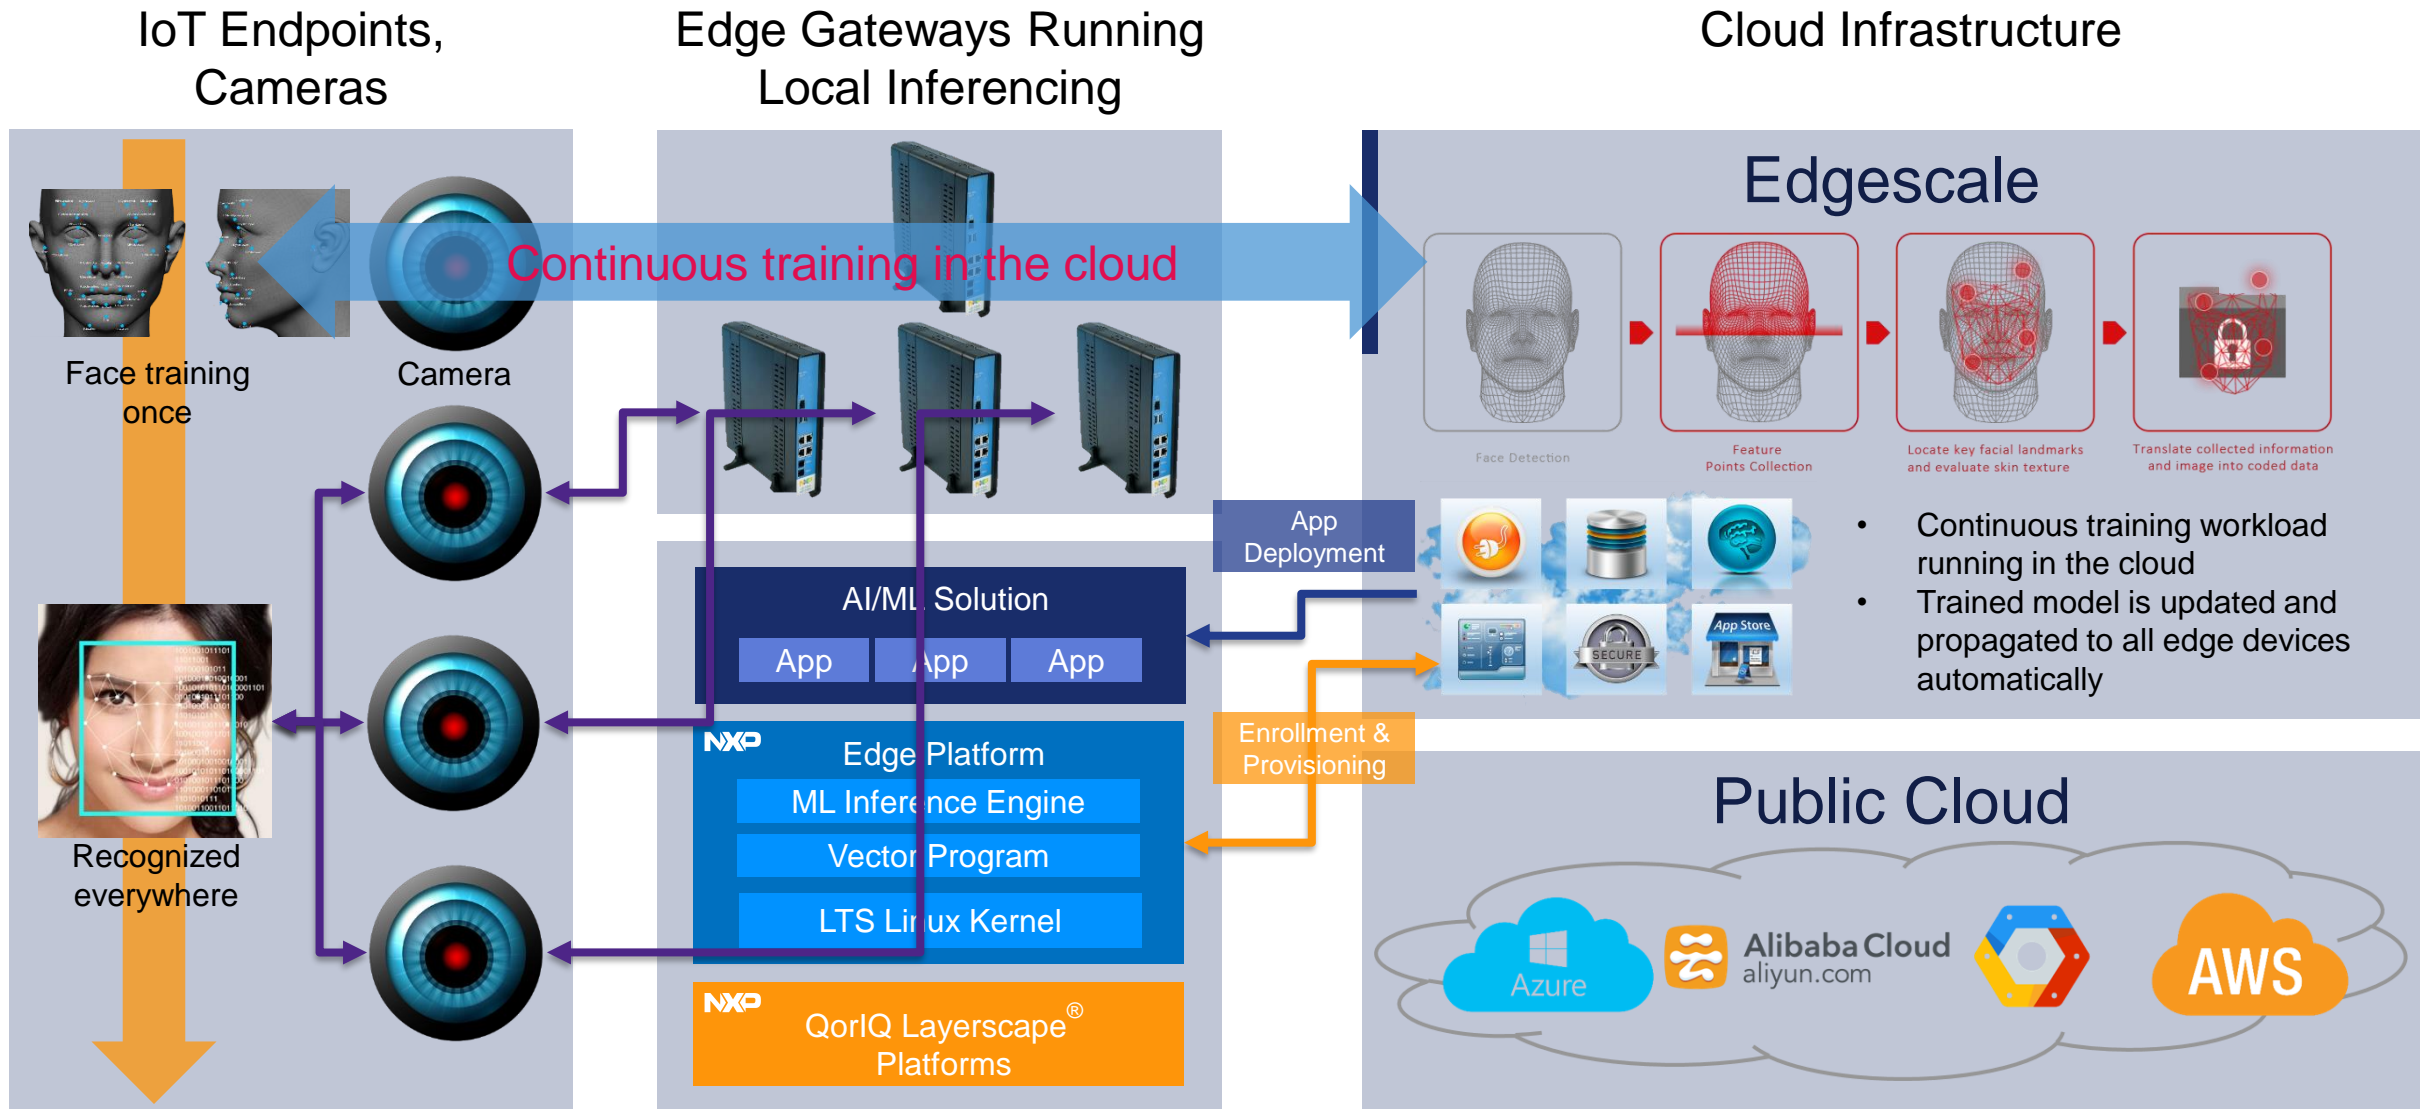 IoT Endpoints,
Cameras
Edge Gateways Running
Local Inferencing
Cloud Infrastructure
Face training
once
Camera
Continuous training in the cloud
Recognized
everywhere
AI/ML Solution
App
App
App
NXP
Edge Platform
ML Inference Engine
Vector Program
LTS Linux Kernel
NXP
QorIQ Layerscape®
Platforms
App
Deployment
Enrollment &
Provisioning
Edgescale
Face Detection
Feature
Points Collection
Locate key facial landmarks
and evaluate skin texture
Translate collected information
and image into coded data
SECURE
App Store
• Continuous training workload
running in the cloud
• Trained model is updated and
propagated to all edge devices
automatically
Public Cloud
Azure
Alibaba Cloud
aliyun.com
AWS